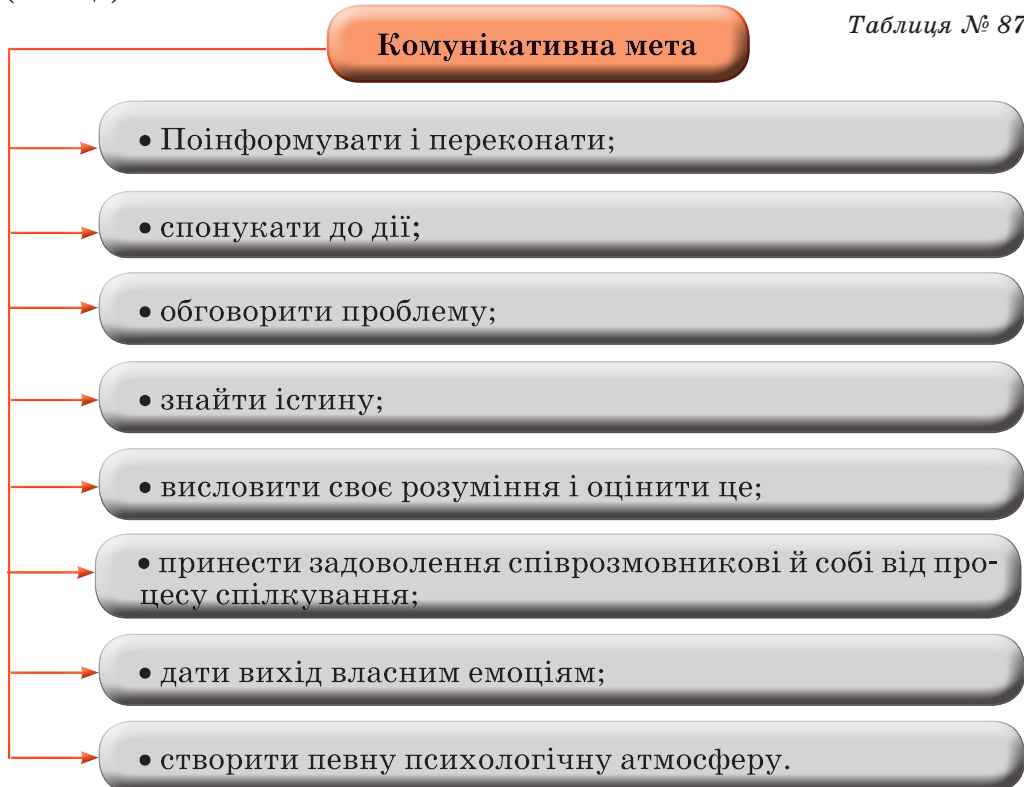 Таблиця № 87
Комунікативна мета
• Поінформувати і переконати;
• спонукати до дії;
• обговорити проблему;
• знайти істину;
• висловити своє розуміння і оцінити це;
• принести задоволення співрозмовникові й собі від про-
цесу спілкування;
• дати вихід власним емоціям;
• створити певну психологічну атмосферу.